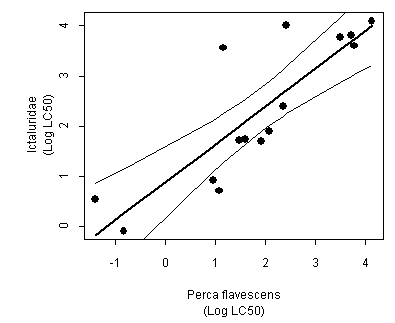 Ictaluridae
(Log LC50)
4
3
2
1
0
-1 0 1 2 3 4
Perca flavescens
(Log LC50)